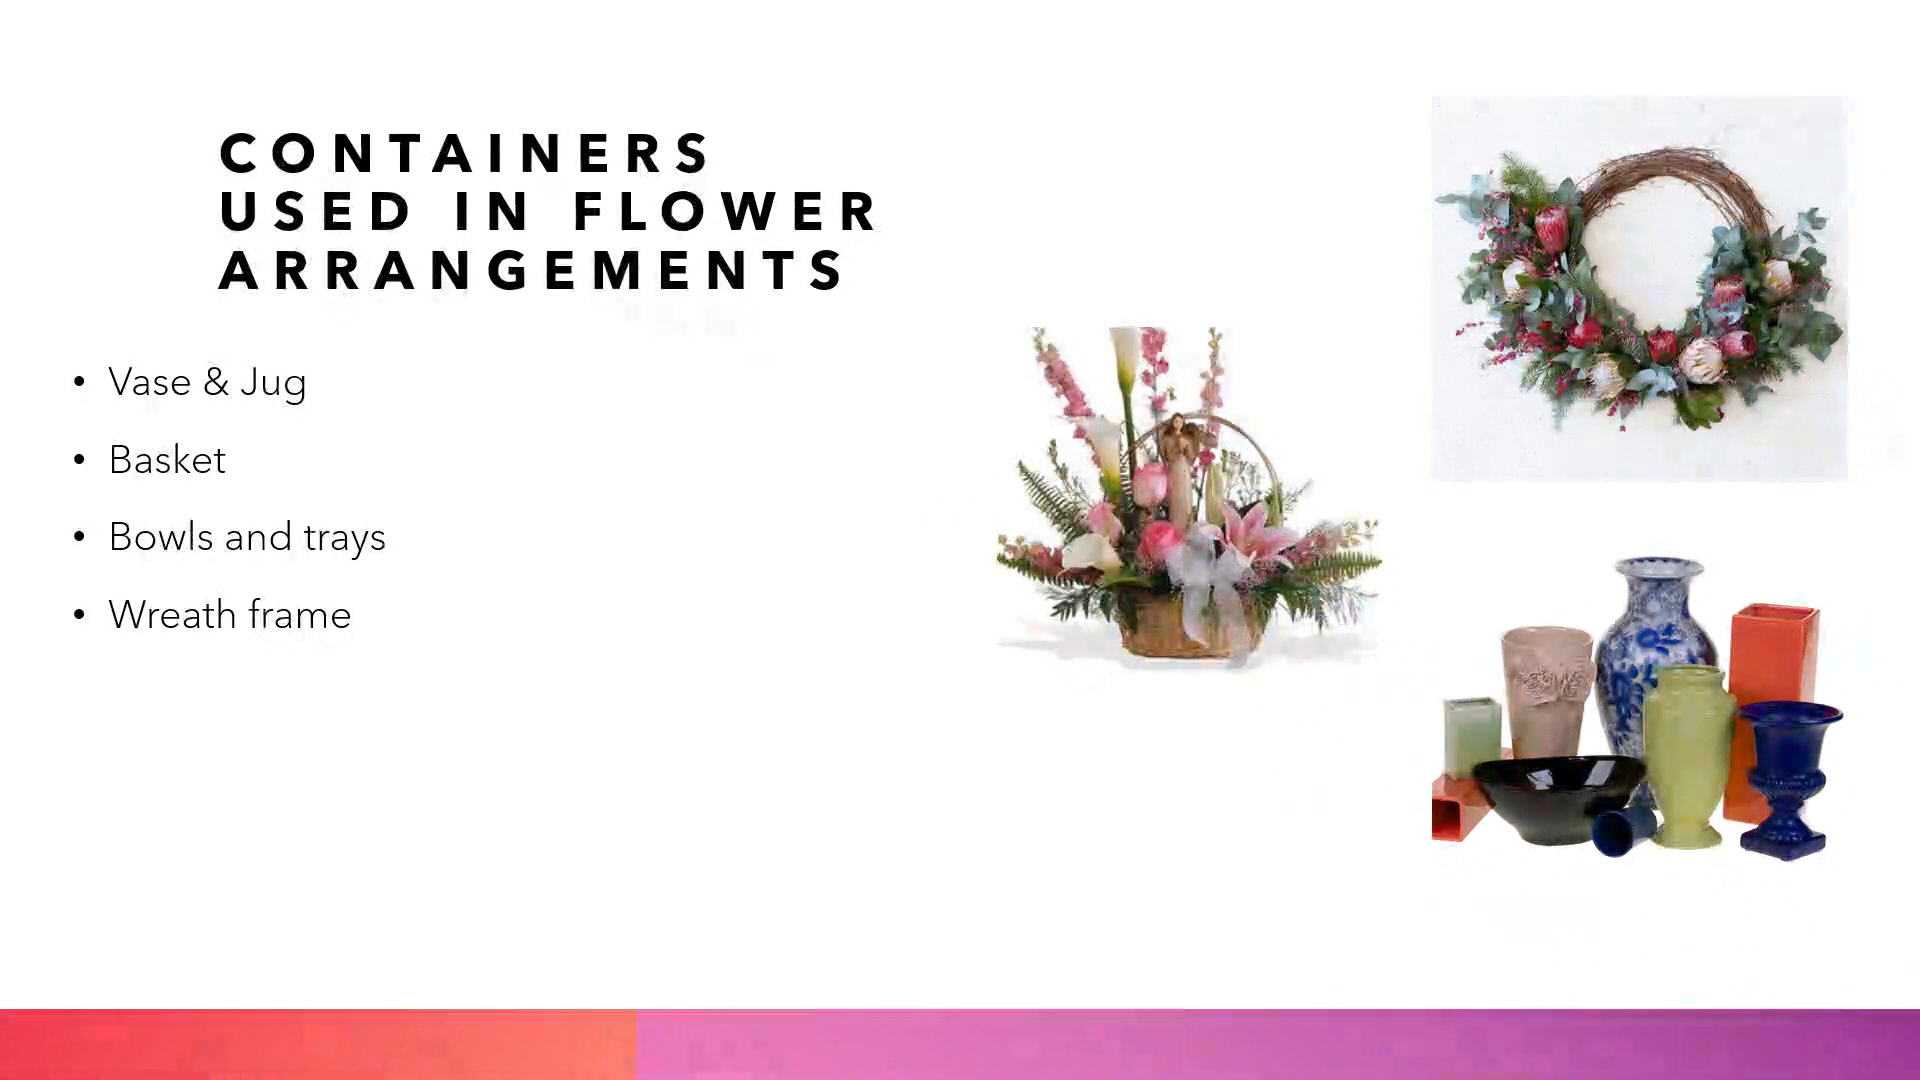 CONTAINERS
USED IN FLOWER
ARRANGEMENTS
• Vase & Jug
• Basket
• Bowls and trays
• Wreath frame